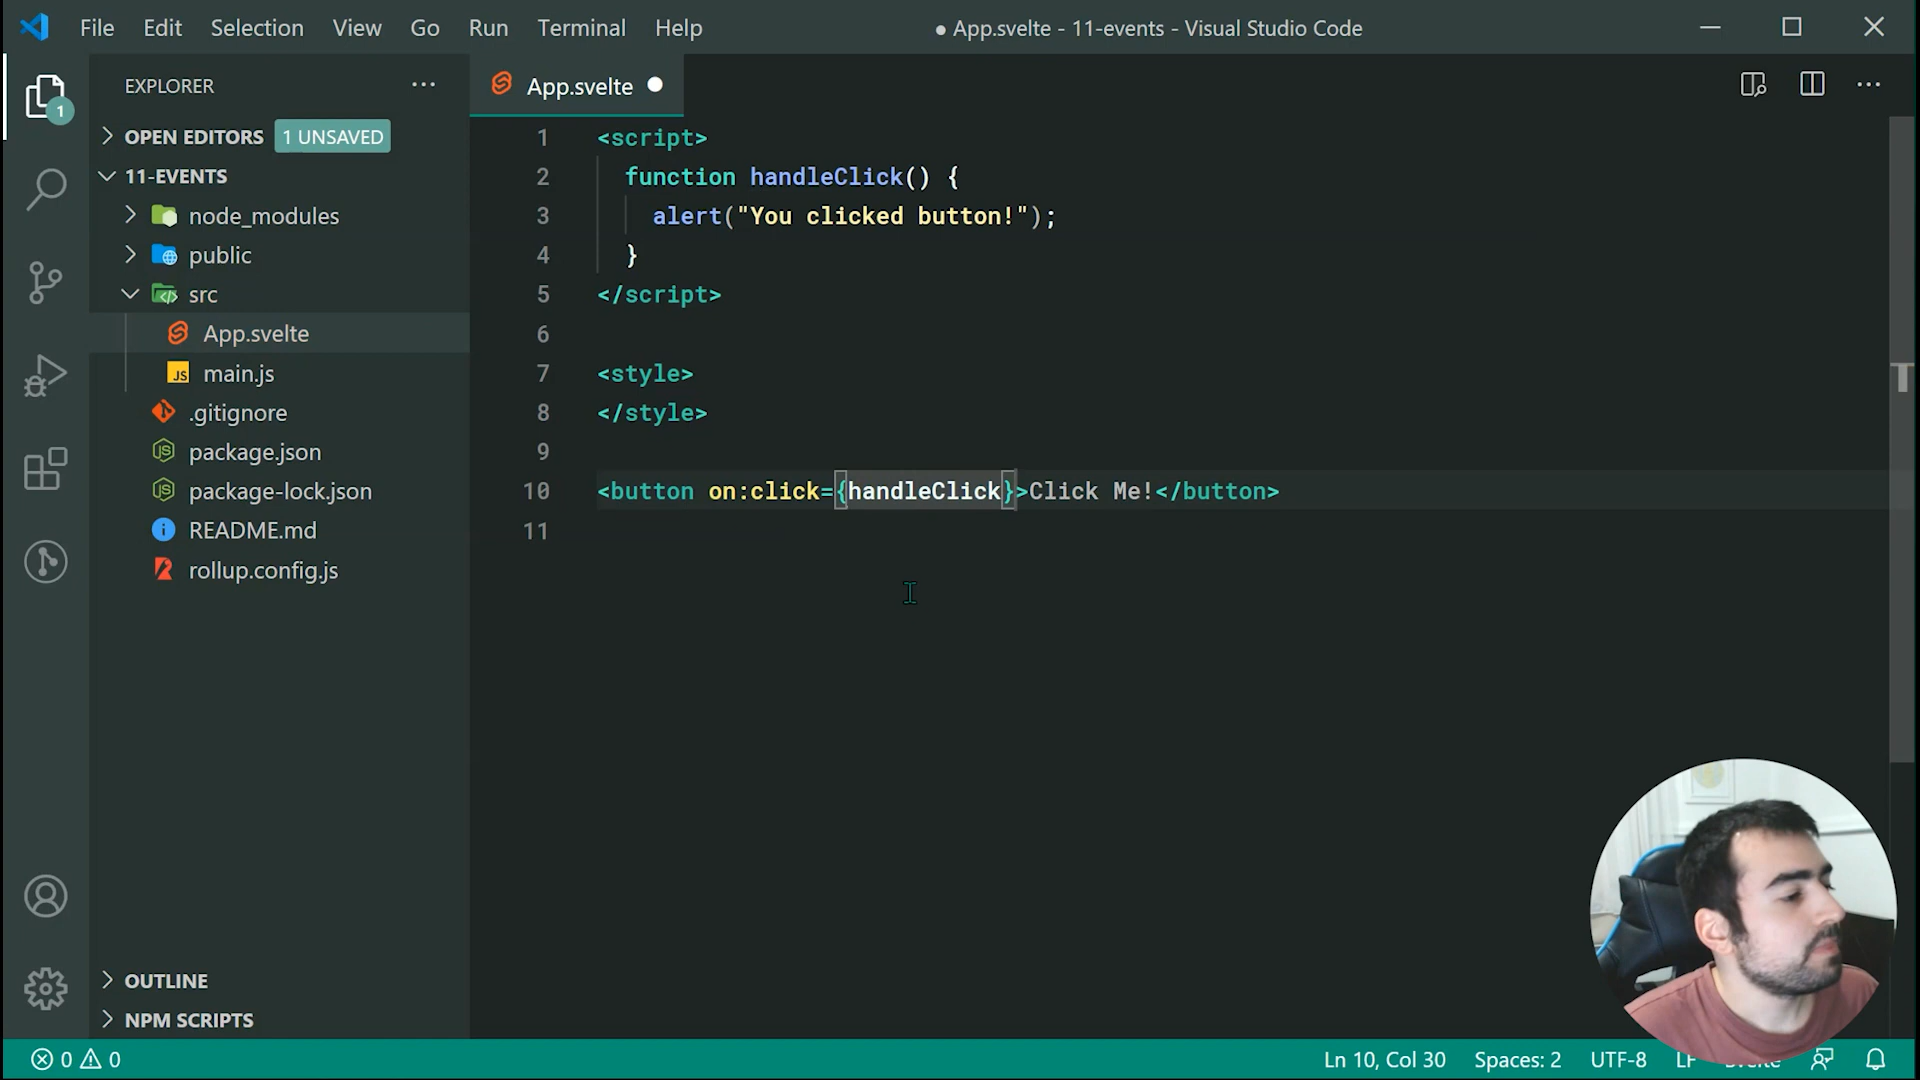 File Edit Selection View Go Run Terminal Help
● App.svelte - 11-events - Visual Studio Code
EXPLORER
1
OPEN EDITORS 1 UNSAVED
11-EVENTS
node_modules
public
src
App.svelte
JS main.js
.gitignore
package.json
package-lock.json
README.md
rollup.config.js
OUTLINE
NPM SCRIPTS
App.svelte
1 <script>
2 function handleClick() {
3 alert("You clicked button!");
4 }
5 </script>
6
7 <style>
8 </style>
9
10 <button on:click={handleClick}>Click Me!</button>
11
0 0
Ln 10, Col 30 Spaces: 2 UTF-8 LF